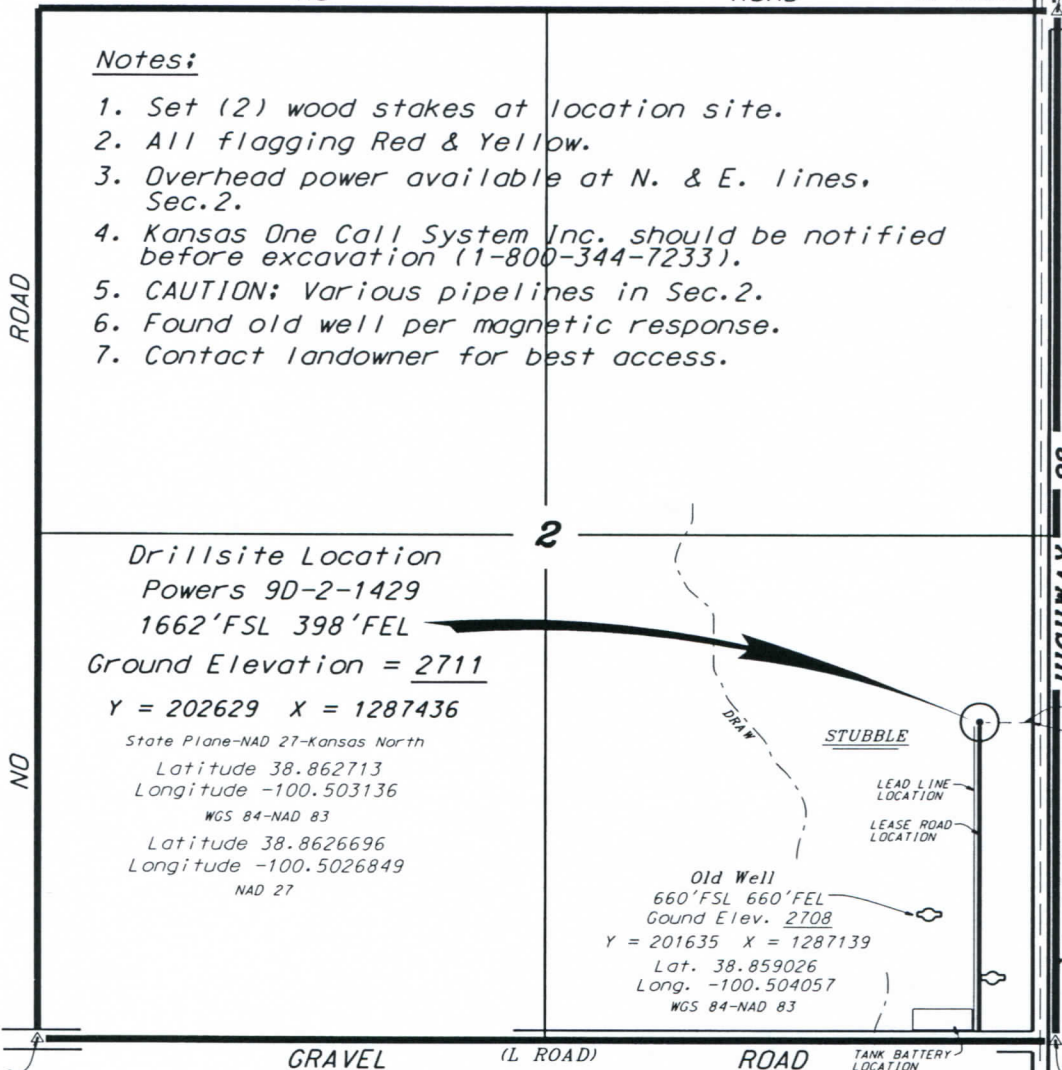 Notes:
1. Set (2) wood stakes at location site.
2. All flagging Red & Yellow.
3. Overhead power available at N. & E. lines,
Sec.2.
4. Kansas One Call System Inc. should be notified
before excavation (1-800-344-7233).
5. CAUTION: Various pipelines in Sec.2.
6. Found old well per magnetic response.
7. Contact landowner for best access.
ROAD
NO
2
Drillsite Location
Powers 9D-2-1429
1662'FSL 398'FEL
Ground Elevation = 2711
Y = 202629 X = 1287436
State Plane-NAD 27-Kansas North
Latitude 38.862713
Longitude -100.503136
WGS 84-NAD 83
Latitude 38.8626696
Longitude -100.5026849
NAD 27
DRAW
STUBBLE
LEAD LINE
LOCATION
LEASE ROAD
LOCATION
Old Well
660'FSL 660'FEL
Gound Elev. 2708
Y = 201635 X = 1287139
Lat. 38.859026
Long. -100.504057
WGS 84-NAD 83
HIGHWAY
GRAVEL (L ROAD) ROAD
TANK BATTERY
LOCATION